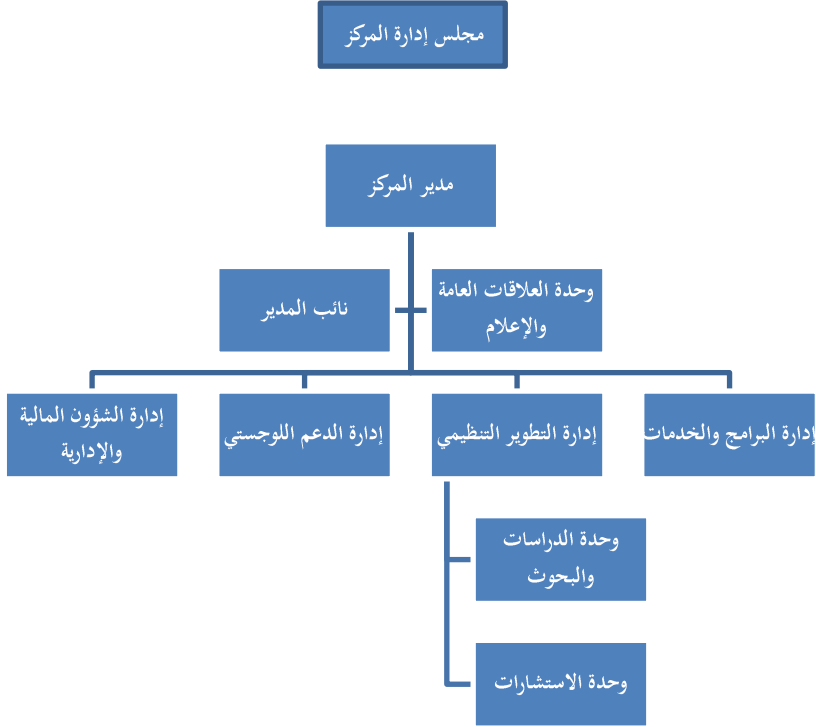 مجلس إدارة المركز
مدير المركز
وحدة العلاقات العامة
والإعلام
نائب المدير
إدارة البرامج والخدمات
إدارة التطوير التنظيمي
إدارة الدعم اللوجستي
إدارة الشؤون المالية
والإدارية
وحدة الدراسات
والبحوث
وحدة الاستشارات